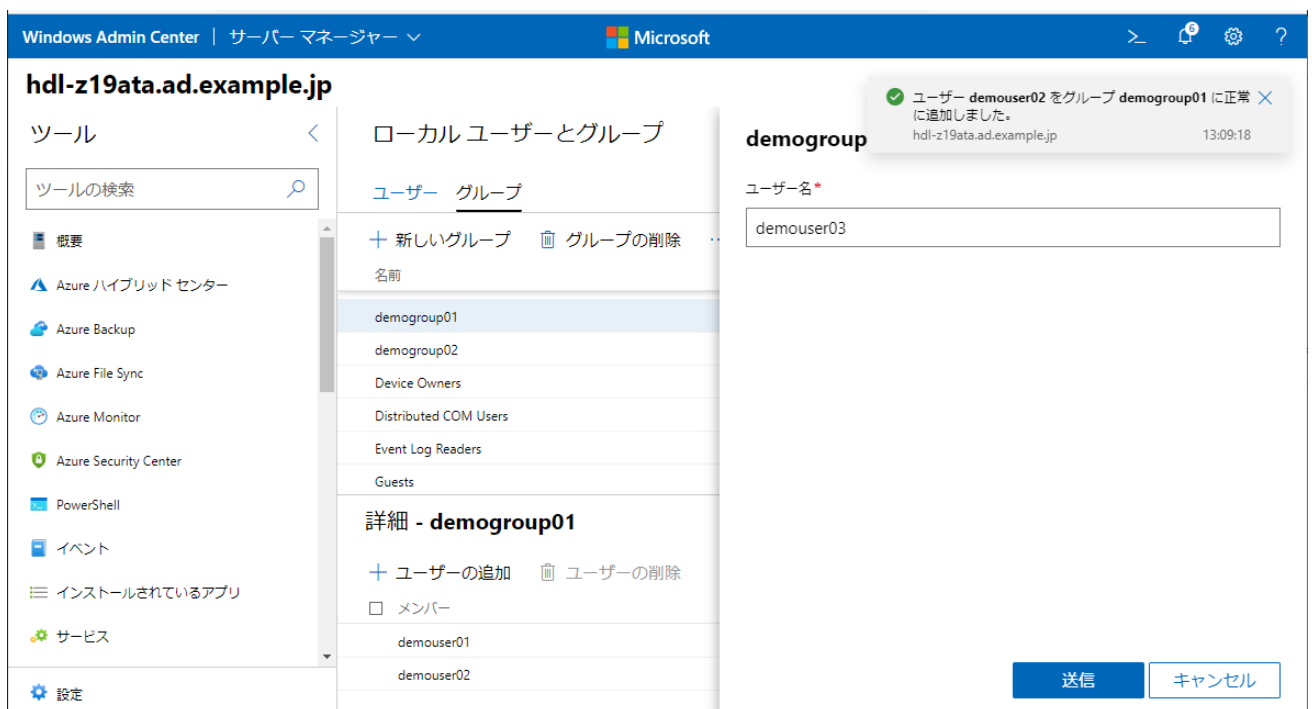 Windows Admin Center | サーバー マネージャー
Microsoft
6
hdl-z19ata.ad.example.jp
ユーザー demouser02 をグループ demogroup01 に正常
に追加しました。
hdl-z19ata.ad.example.jp 13:09:18
ツール
ツールの検索
概要
Azure ハイブリッド センター
Azure Backup
Azure File Sync
Azure Monitor
Azure Security Center
PowerShell
イベント
インストールされているアプリ
サービス
設定
ローカル ユーザーとグループ
ユーザー グループ
新しいグループ グループの削除 ..
名前
demogroup01
demogroup02
Device Owners
Distributed COM Users
Event Log Readers
Guests
詳細 - demogroup01
ユーザーの追加 ユーザーの削除
メンバー
demouser01
demouser02
demogroup
ユーザー名*
demouser03
送信 キャンセル